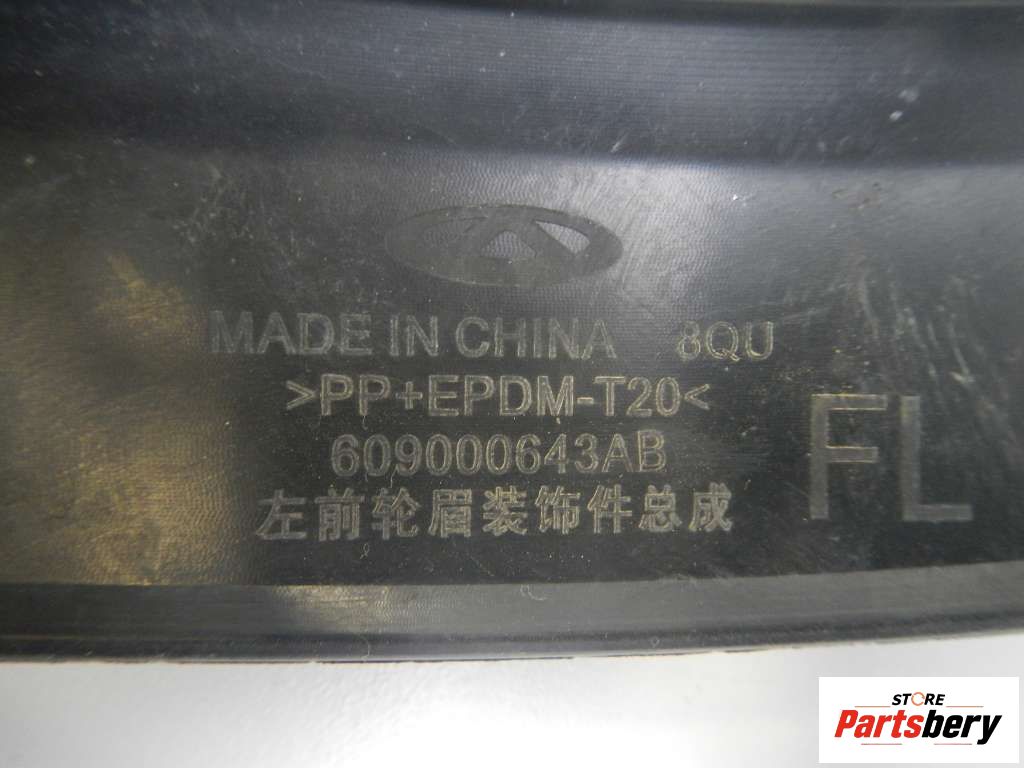 MADE IN CHINA 8QU
>PP+EPDM-T20<
609000643AB
左前轮眉装饰件总成
FL
STORE
Partsbery